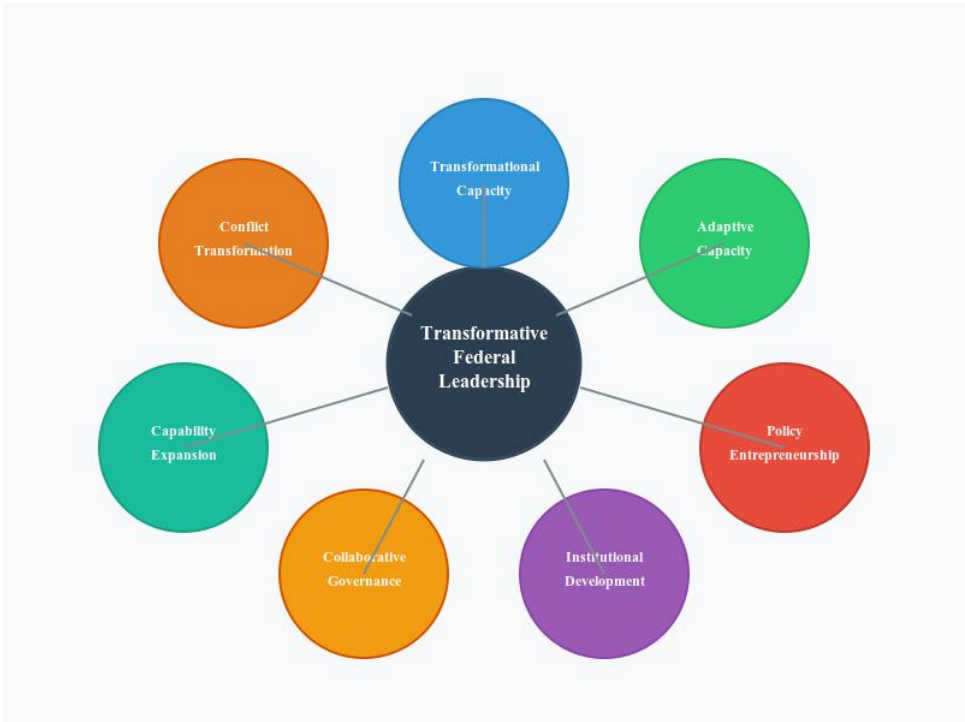 Transformational
Capacity
Conflict
Transformation
Adaptive
Capacity
Transformative
Federal
Leadership
Capability
Expansion
Policy
Entrepreneurship
Collaborative
Governance
Institutional
Development